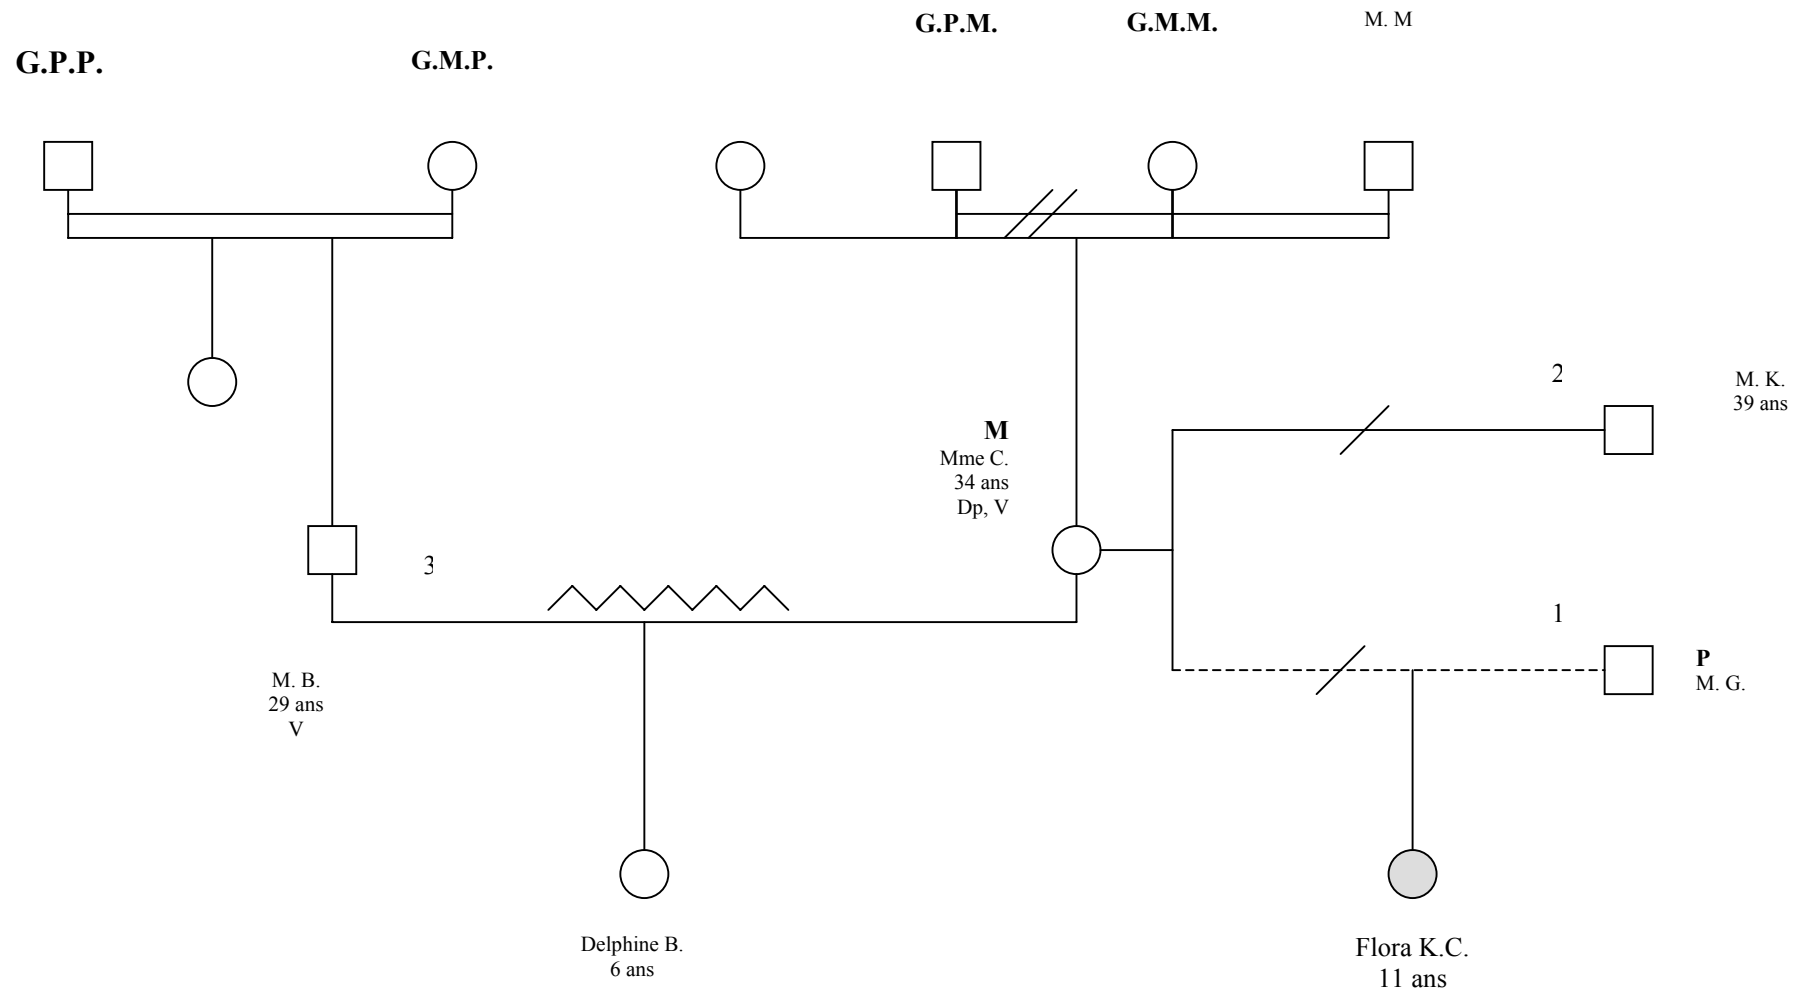 G.P.M.
G.M.M.
M. M
G.P.P.
G.M.P.
2
M. K.
39 ans
M
Mme C.
34 ans
Dp, V
3
1
P
M. G.
M. B.
29 ans
V
Delphine B.
6 ans
Flora K.C.
11 ans